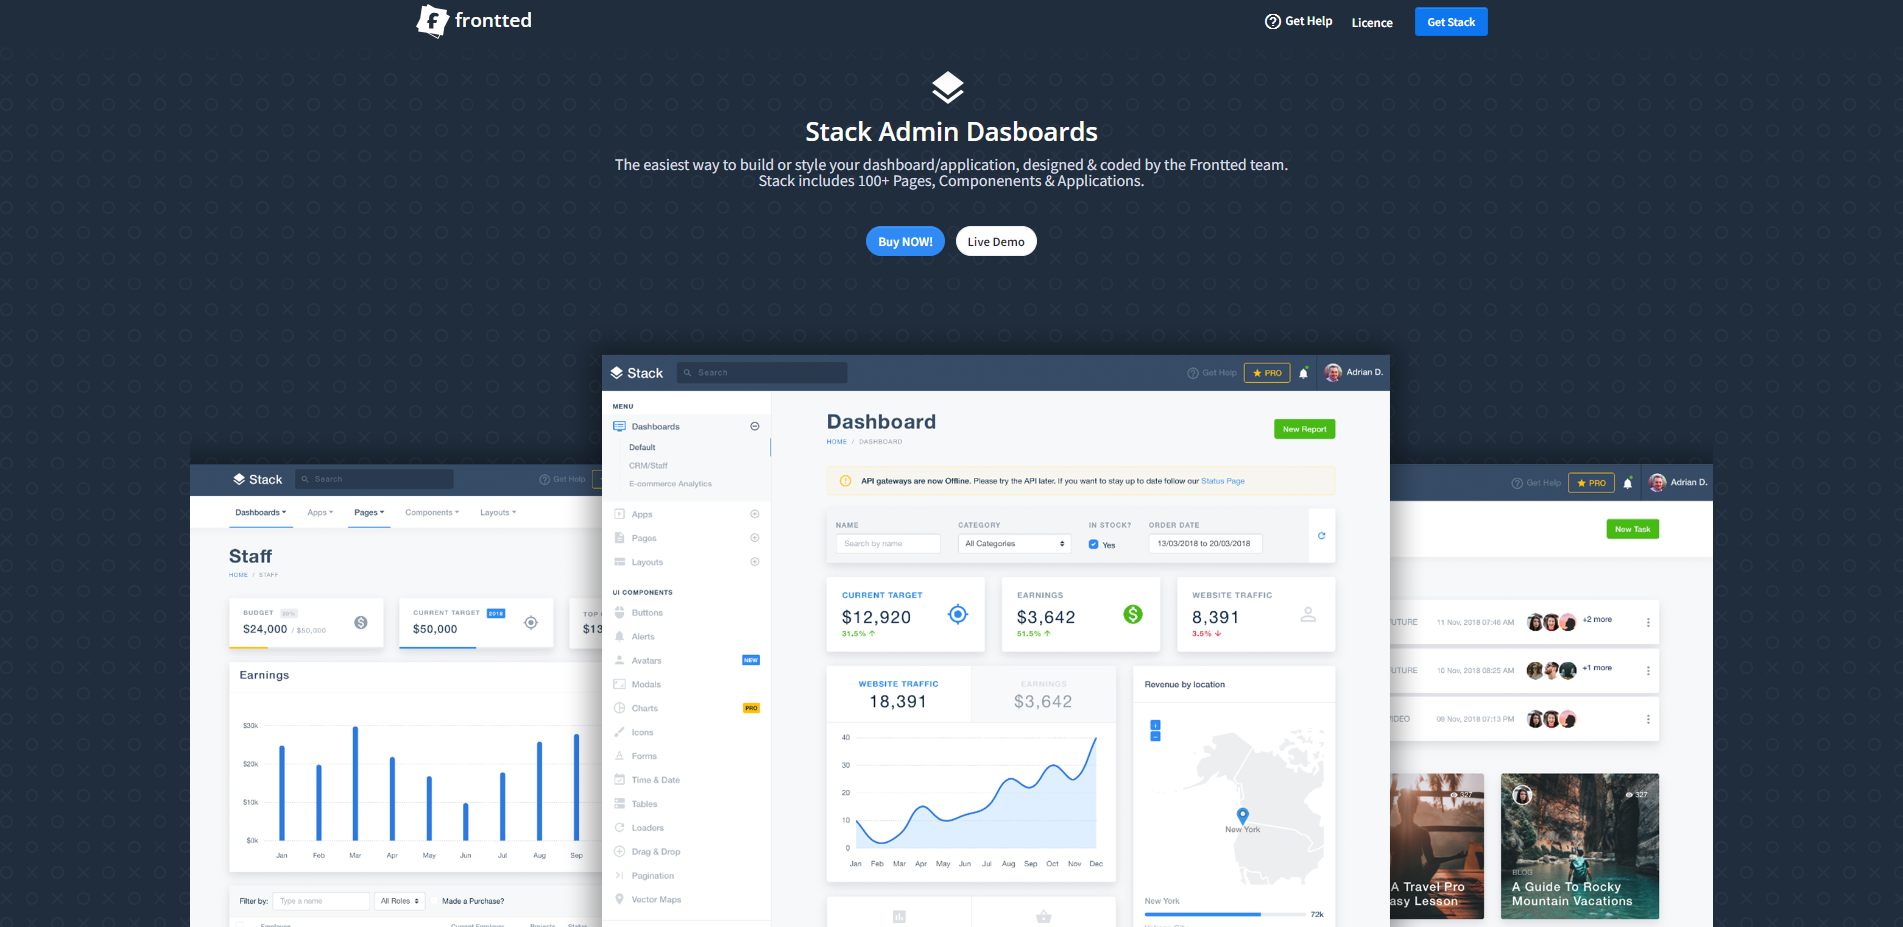 frontted
Get Help
Licence
Get Stack
Stack Admin Dasboards
The easiest way to build or style your dashboard/application, designed & coded by the Frontted team.
Stack includes 100+ Pages, Componenents & Applications.
Buy NOW!
Live Demo
Stack
Search
Get Help
Dashboards
Apps
Pages
Components
Layouts
Staff
HOME / STAFF
BUDGET
$24,000 / $50,000
CURRENT TARGET 2018
$50,000
TOP
$13
Earnings
$30k
$20k
$10k
$0k
Jan Feb Mar Apr May Jun Jul Aug Sep
Filter by:
Type a name
All Roles
Made a Purchase?
Employee
Current Employer
Projects
Status
Stack
Search
Get Help
PRO
Adrian D.
MENU
Dashboards
Default
CRM/Staff
E-commerce Analytics
Apps
Pages
Layouts
UI COMPONENTS
Buttons
Alerts
Avatars NEW
Modals
Charts PRO
Icons
Forms
Time & Date
Tables
Loaders
Drag & Drop
Pagination
Vector Maps
Dashboard
HOME / DASHBOARD
New Report
API gateways are now Offline. Please try the API later. If you want to stay up to date follow our Status Page
NAME
Search by name
CATEGORY
All Categories
IN STOCK?
Yes
ORDER DATE
13/03/2018 to 20/03/2018
CURRENT TARGET
$12,920
31.5%
EARNINGS
$3,642
51.5%
WEBSITE TRAFFIC
8,391
3.5%
WEBSITE TRAFFIC
18,391
EARNINGS
$3,642
40
30
20
10
0
Jan Feb Mar Apr May Jun Jul Aug Sep Oct Nov Dec
Revenue by location
+
−
New York
New York
72k
Get Help
PRO
Adrian D.
New Task
FUTURE
11 Nov, 2018 07:46 AM
+2 more
FUTURE
10 Nov, 2018 08:25 AM
+1 more
VIDEO
08 Nov, 2018 07:13 PM
327
A Travel Pro
asy Lesson
327
BLOG
A Guide To Rocky
Mountain Vacations